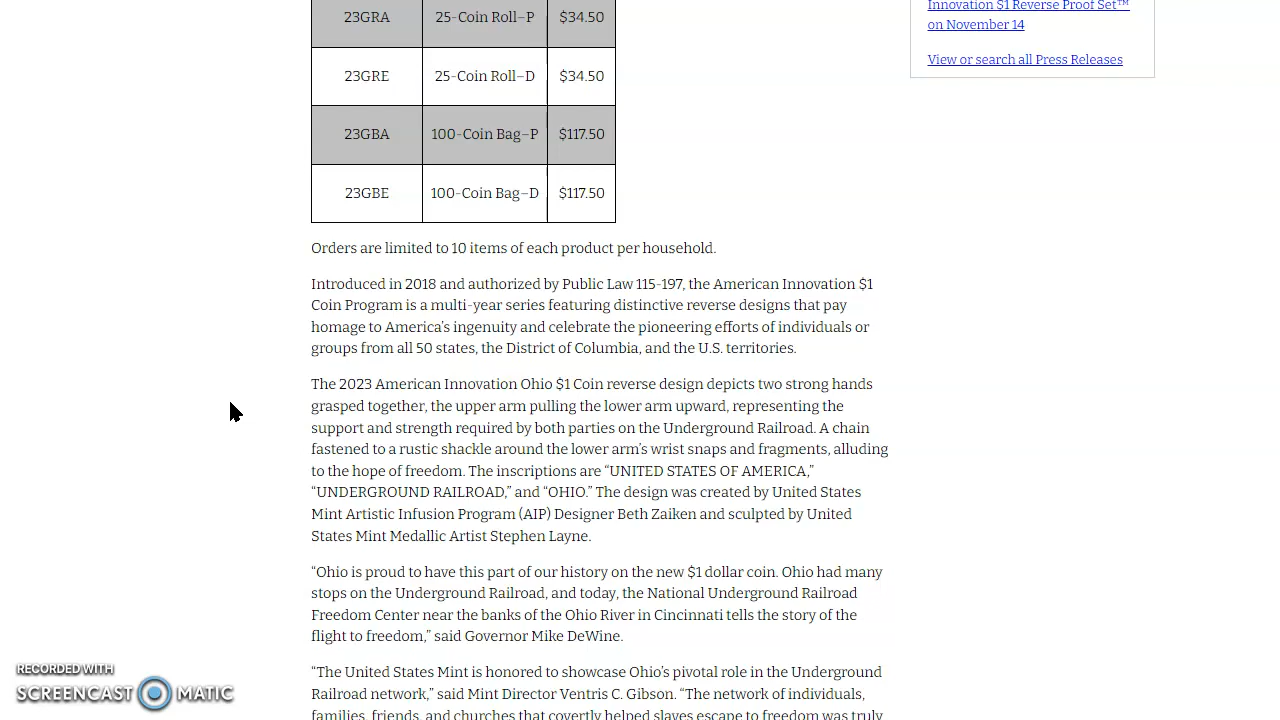 23GRA 25-Coin Roll–P $34.50
23GRE 25-Coin Roll–D $34.50
23GBA 100-Coin Bag–P $117.50
23GBE 100-Coin Bag–D $117.50
Orders are limited to 10 items of each product per household.
Introduced in 2018 and authorized by Public Law 115-197, the American Innovation $1
Coin Program is a multi-year series featuring distinctive reverse designs that pay
homage to America’s ingenuity and celebrate the pioneering efforts of individuals or
groups from all 50 states, the District of Columbia, and the U.S. territories.
The 2023 American Innovation Ohio $1 Coin reverse design depicts two strong hands
grasped together, the upper arm pulling the lower arm upward, representing the
support and strength required by both parties on the Underground Railroad. A chain
fastened to a rustic shackle around the lower arm’s wrist snaps and fragments, alluding
to the hope of freedom. The inscriptions are “UNITED STATES OF AMERICA,”
“UNDERGROUND RAILROAD,” and “OHIO.” The design was created by United States
Mint Artistic Infusion Program (AIP) Designer Beth Zaiken and sculpted by United
States Mint Medallic Artist Stephen Layne.
“Ohio is proud to have this part of our history on the new $1 dollar coin. Ohio had many
stops on the Underground Railroad, and today, the National Underground Railroad
Freedom Center near the banks of the Ohio River in Cincinnati tells the story of the
flight to freedom,” said Governor Mike DeWine.
“The United States Mint is honored to showcase Ohio’s pivotal role in the Underground
Railroad network,” said Mint Director Ventris C. Gibson. “The network of individuals,
families, friends, and churches that covertly helped slaves escape to freedom was truly
Innovation $1 Reverse Proof Set™
on November 14
View or search all Press Releases
RECORDED WITH
SCREENCAST MATIC